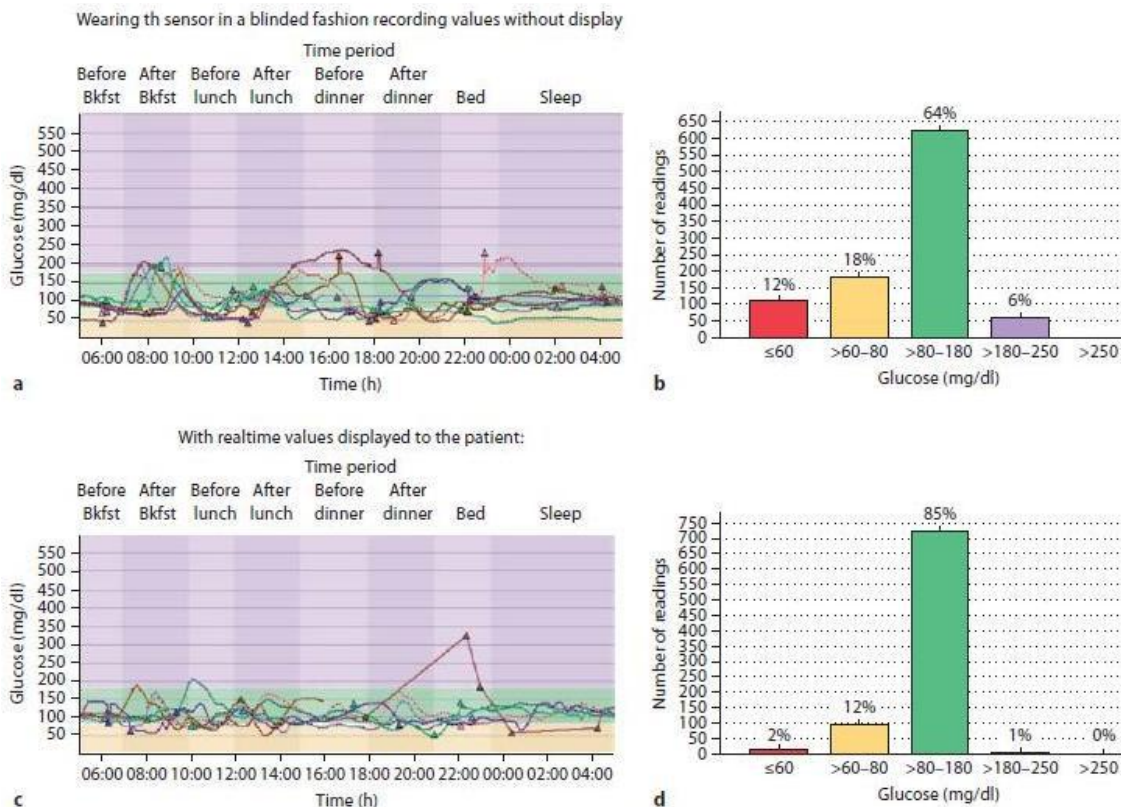 Wearing th sensor in a blinded fashion recording values without display
Time period
Before After Before After Before After
Bkfst Bkfst lunch lunch dinner dinner Bed Sleep
Glucose (mg/dl)
550
500
450
400
350
300
250
200
150
100
50
06:00 08:00 10:00 12:00 14:00 16:00 18:00 20:00 22:00 00:00 02:00 04:00
Time (h)
a
Number of readings
650
600
550
500
450
400
350
300
250
200
150
100
50
0
12%
18%
64%
6%
≤60 >60–80 >80–180 >180–250 >250
Glucose (mg/dl)
b
With realtime values displayed to the patient:
Time period
Before After Before After Before After
Bkfst Bkfst lunch lunch dinner dinner Bed Sleep
Glucose (mg/dl)
550
500
450
400
350
300
250
200
150
100
50
06:00 08:00 10:00 12:00 14:00 16:00 18:00 20:00 22:00 00:00 02:00 04:00
Time (h)
c
Number of readings
750
700
650
600
550
500
450
400
350
300
250
200
150
100
50
0
2%
12%
85%
1%
0%
≤60 >60–80 >80–180 >180–250 >250
Glucose (mg/dl)
d